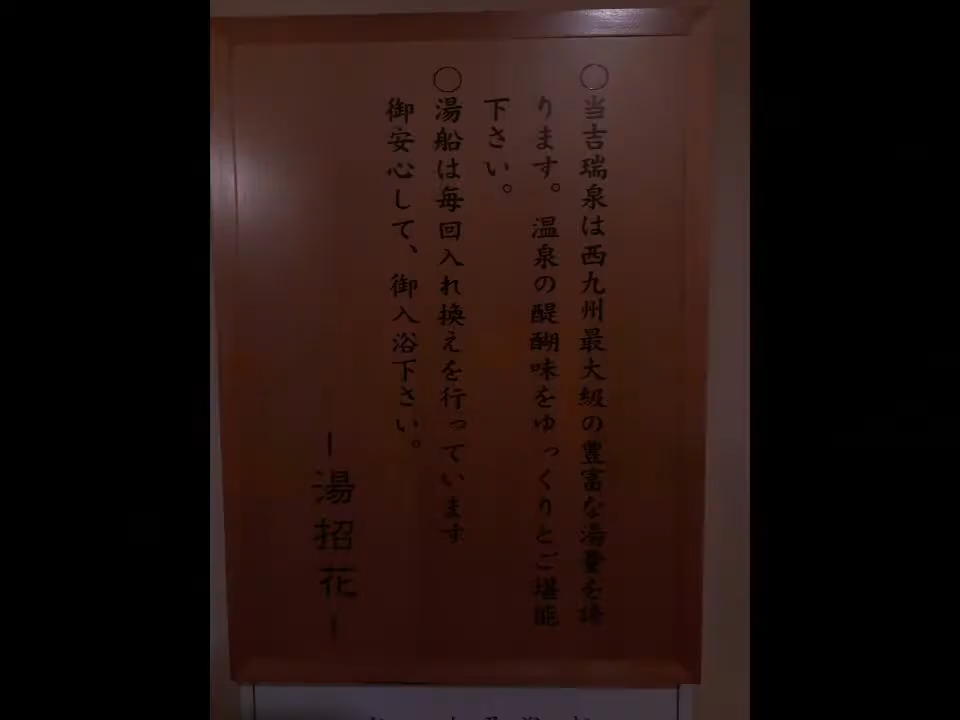 ○当吉瑞泉は西九州最大級の豊富な湯量を誇
ります。温泉の醍醐味をゆっくりとご堪能
下さい。
○湯船は毎回入れ換えを行っています
御安心して、御入浴下さい。
ー湯招花ー